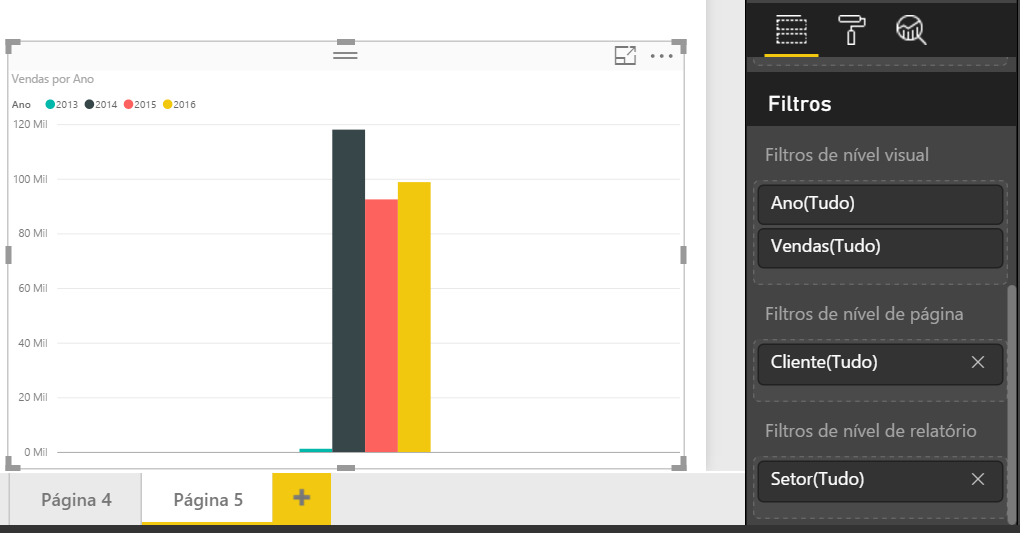 Vendas por Ano
Ano 2013 2014 2015 2016
120 Mil
100 Mil
80 Mil
60 Mil
60 Mil
40 Mil
20 Mil
0 Mil
Página 4 Página 5
Filtros
Filtros de nível visual
Ano(Tudo)
Vendas(Tudo)
Filtros de nível de página
Cliente(Tudo)
Filtros de nível de relatório
Setor(Tudo)